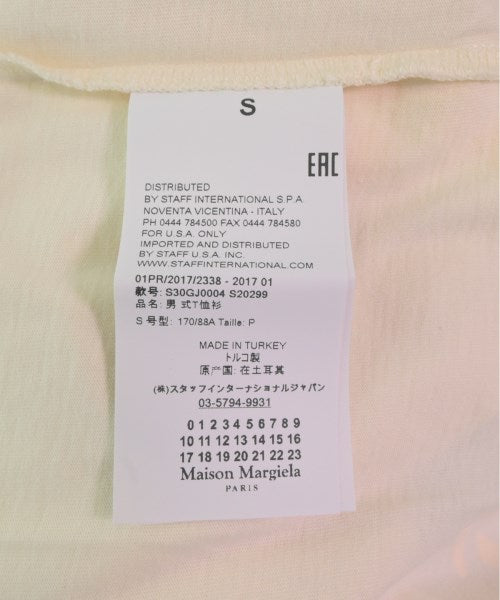 S
EAC
DISTRIBUTED
BY STAFF INTERNATIONAL S.P.A.
NOVENTA VICENTINA - ITALY
PH 0444 784500 FAX 0444 784580
FOR U.S.A. ONLY
IMPORTED AND DISTRIBUTED
BY STAFF U.S.A. INC.
WWW.STAFFINTERNATIONAL.COM
01PR/2017/2338 - 2017 01
款号: S30GJ0004 S20299
品名: 男 式T恤衫
S 号型: 170/88A Taille: P
MADE IN TURKEY
トルコ製
原产国: 在土耳其
(株)スタッフインターナショナルジャパン
03-5794-9931
0 1 2 3 4 5 6 7 8 9
10 11 12 13 14 15 16
17 18 19 20 21 22 23
Maison Margiela
PARIS